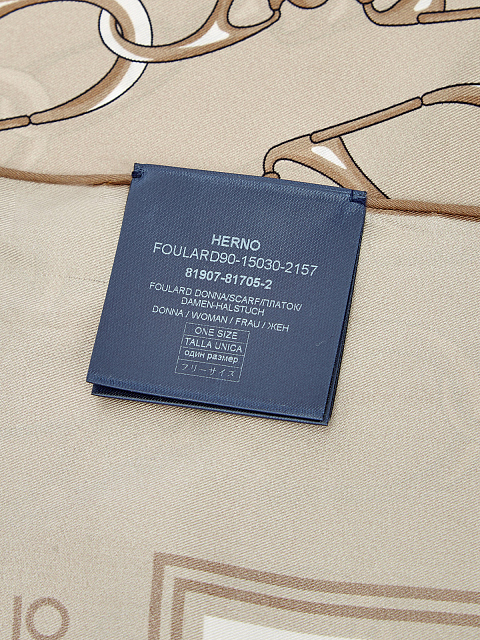 HERNO
FOULARD90-15030-2157
81907-81705-2
FOULARD DONNA/SCARF/ПЛАТОК/
DAMEN-HALSTUCH
DONNA / WOMAN / FRAU / ЖЕН
ONE SIZE
TALLA UNICA
один размер
フリーサイズ